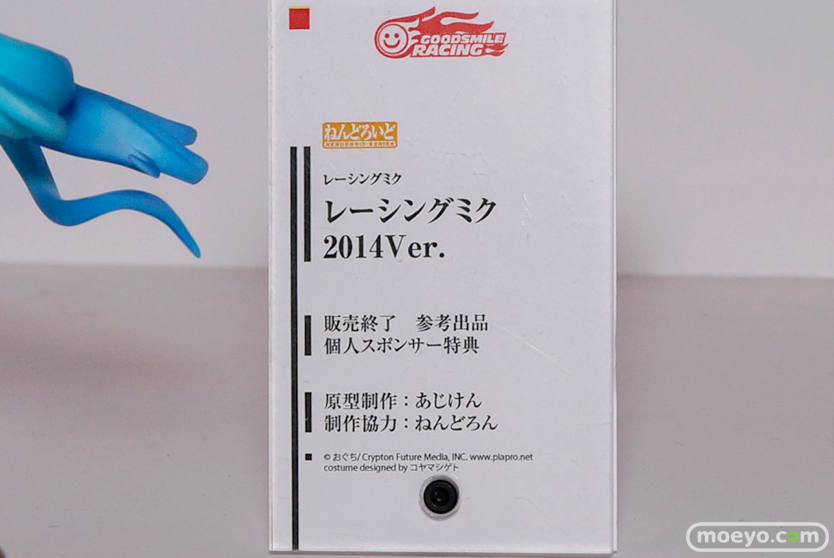 GOODSMILE
RACING
ねんどろいど
NENDOROID SERIES
レーシングミク
レーシングミク
2014Ver.
販売終了　参考出品
個人スポンサー特典
原型制作：あじけん
制作協力：ねんどろん
© おぐち/ Crypton Future Media, INC. www.piapro.net
costume designed by コヤマシゲト
moeyo.com